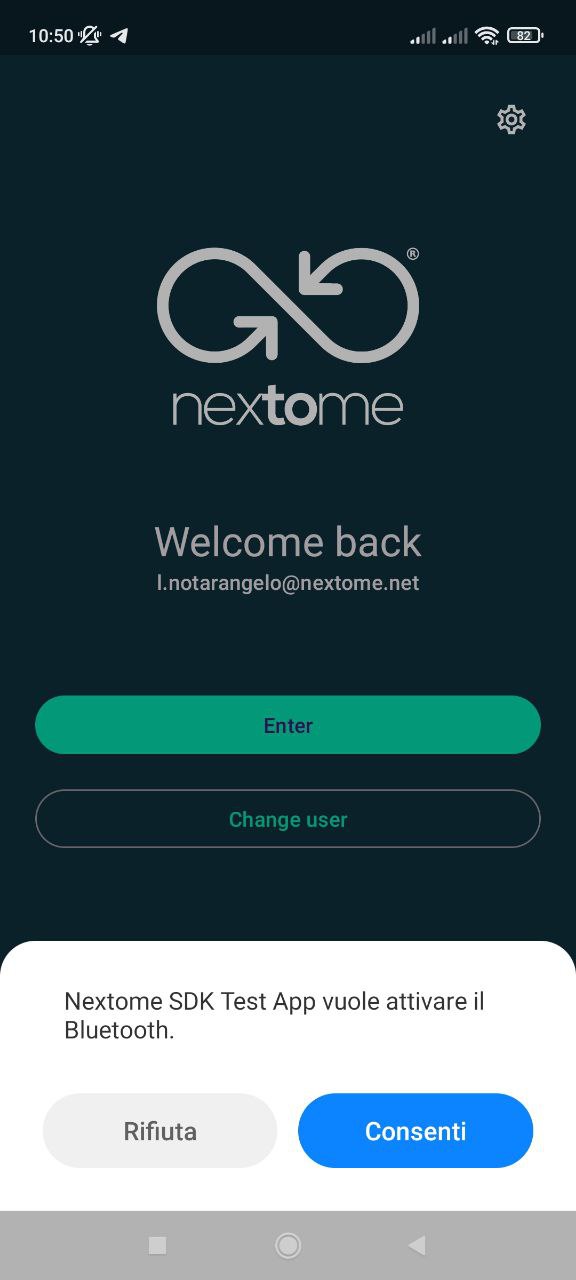 10:50
82
®
nextome
Welcome back
l.notarangelo@nextome.net
Enter
Change user
Nextome SDK Test App vuole attivare il
Bluetooth.
Rifiuta
Consenti